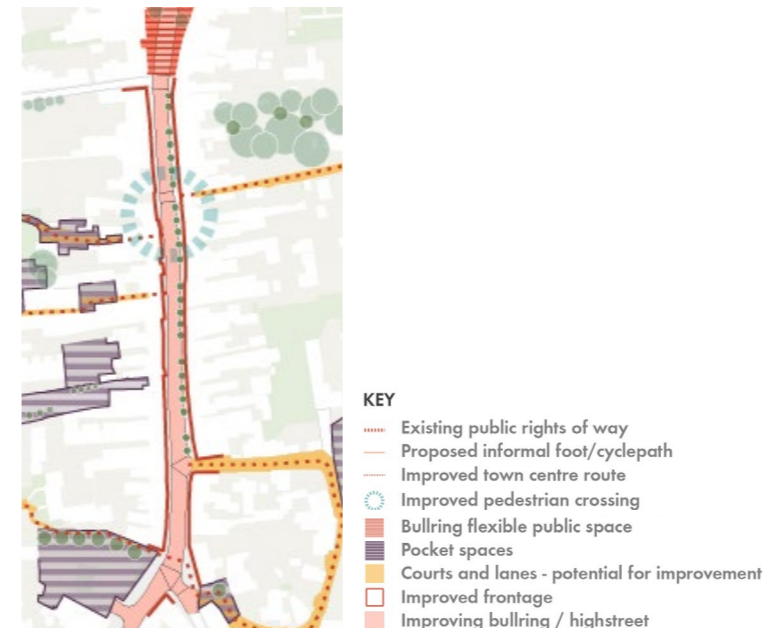 KEY
Existing public rights of way
Proposed informal foot/cyclepath
Improved town centre route
Improved pedestrian crossing
Bullring flexible public space
Pocket spaces
Courts and lanes - potential for improvement
Improved frontage
Improving bullring / highstreet